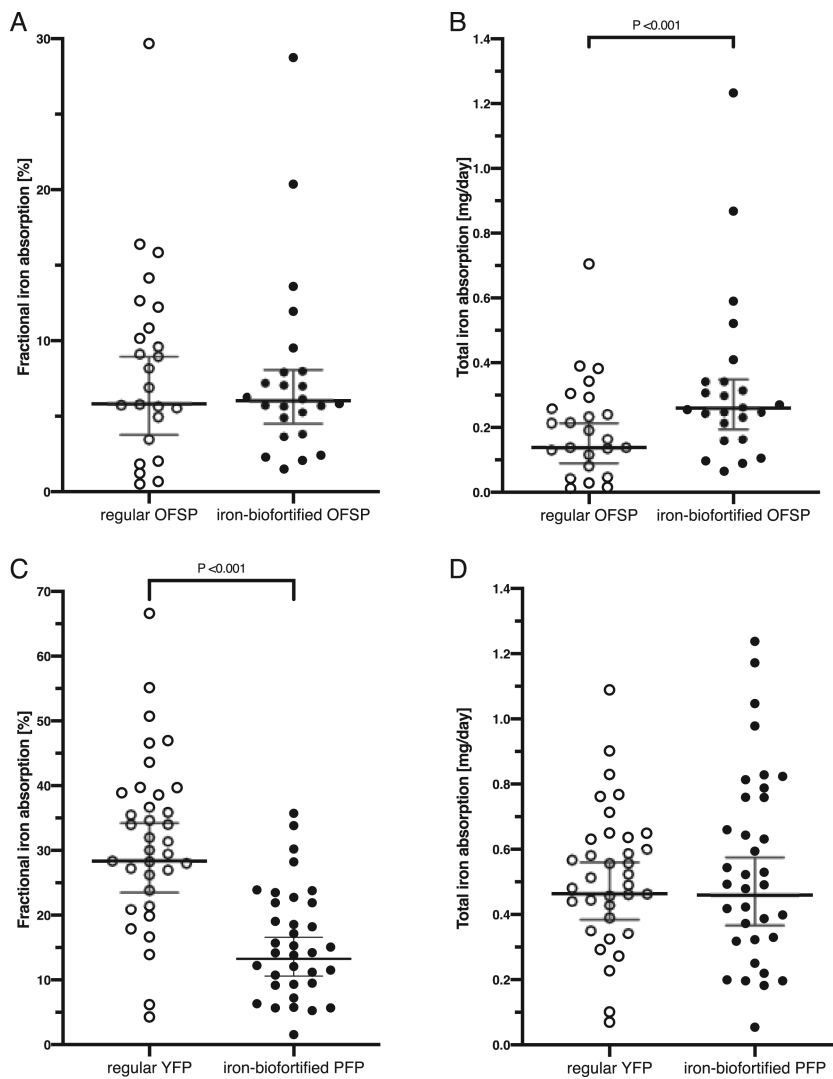 A
Fractional iron absorption [%]
30
20
10
0
regular OFSP
iron-biofortified OFSP
B
P <0.001
Total iron absorption [mg/day]
1.4
1.2
1.0
0.8
0.6
0.4
0.2
0.0
regular OFSP
iron-biofortified OFSP
C
P <0.001
Fractional iron absorption [%]
70
60
50
40
30
20
10
0
regular YFP
iron-biofortified PFP
D
Total iron absorption [mg/day]
1.4
1.2
1.0
0.8
0.6
0.4
0.2
0.0
regular YFP
iron-biofortified PFP